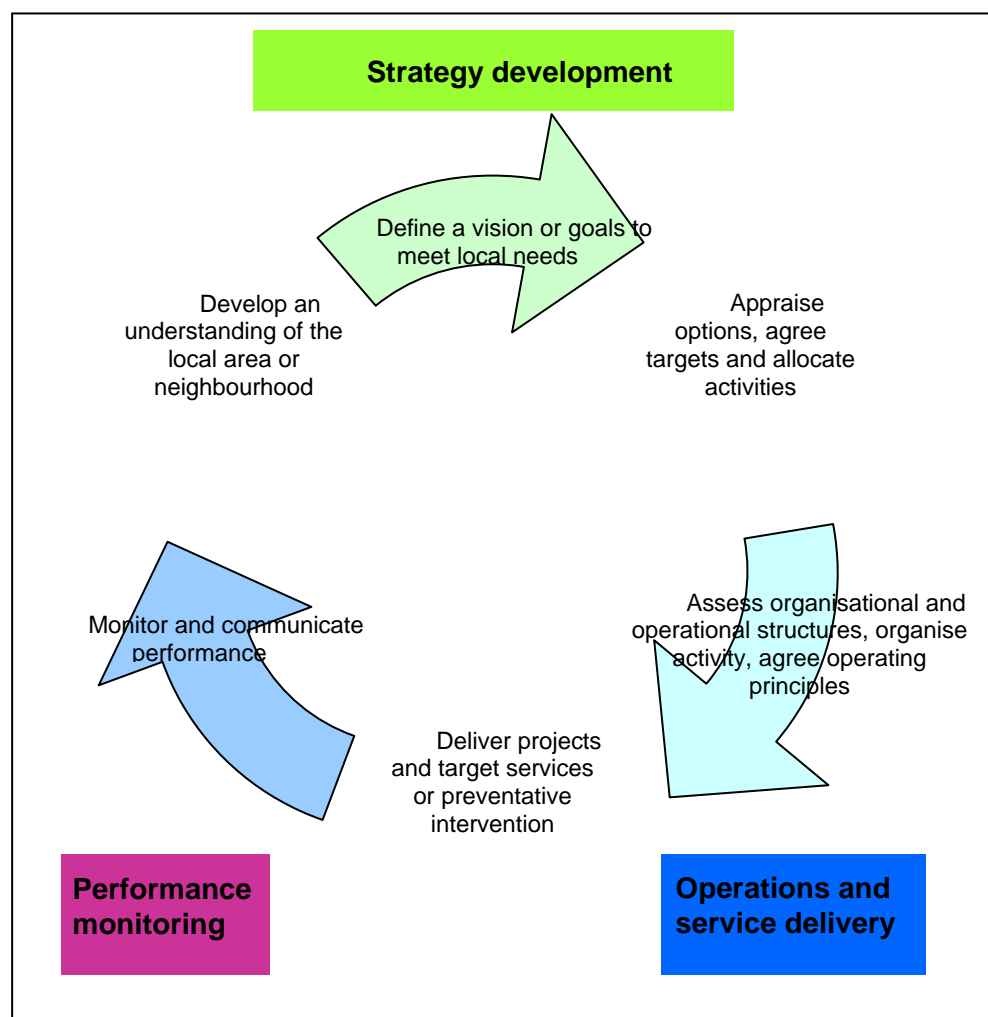 Strategy development
Define a vision or goals to
meet local needs
Develop an
understanding of the
local area or
neighbourhood
Appraise
options, agree
targets and allocate
activities
Assess organisational and
operational structures, organise
activity, agree operating
principles
Monitor and communicate
performance
Deliver projects
and target services
or preventative
intervention
Performance
monitoring
Operations and
service delivery